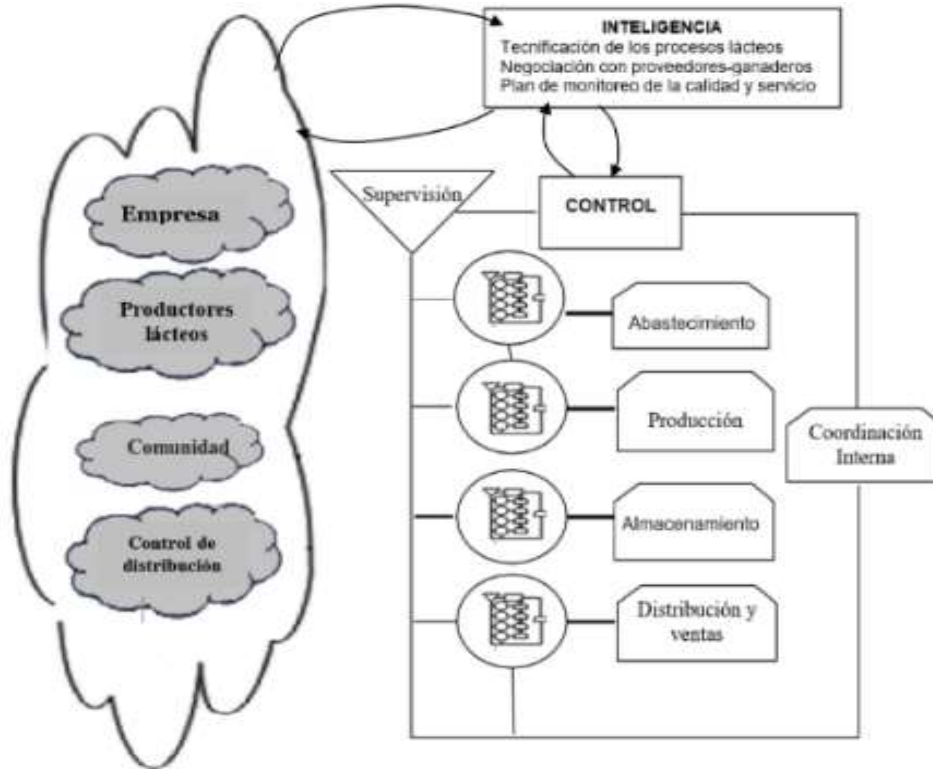 INTELIGENCIA
Tecnificación de los procesos lácteos
Negociación con proveedores-ganaderos
Plan de monitoreo de la calidad y servicio
Supervisión
CONTROL
Empresa
Productores
lácteos
Comunidad
Control de
distribución
Abastecimiento
Producción
Almacenamiento
Distribución y
ventas
Coordinación
Interna